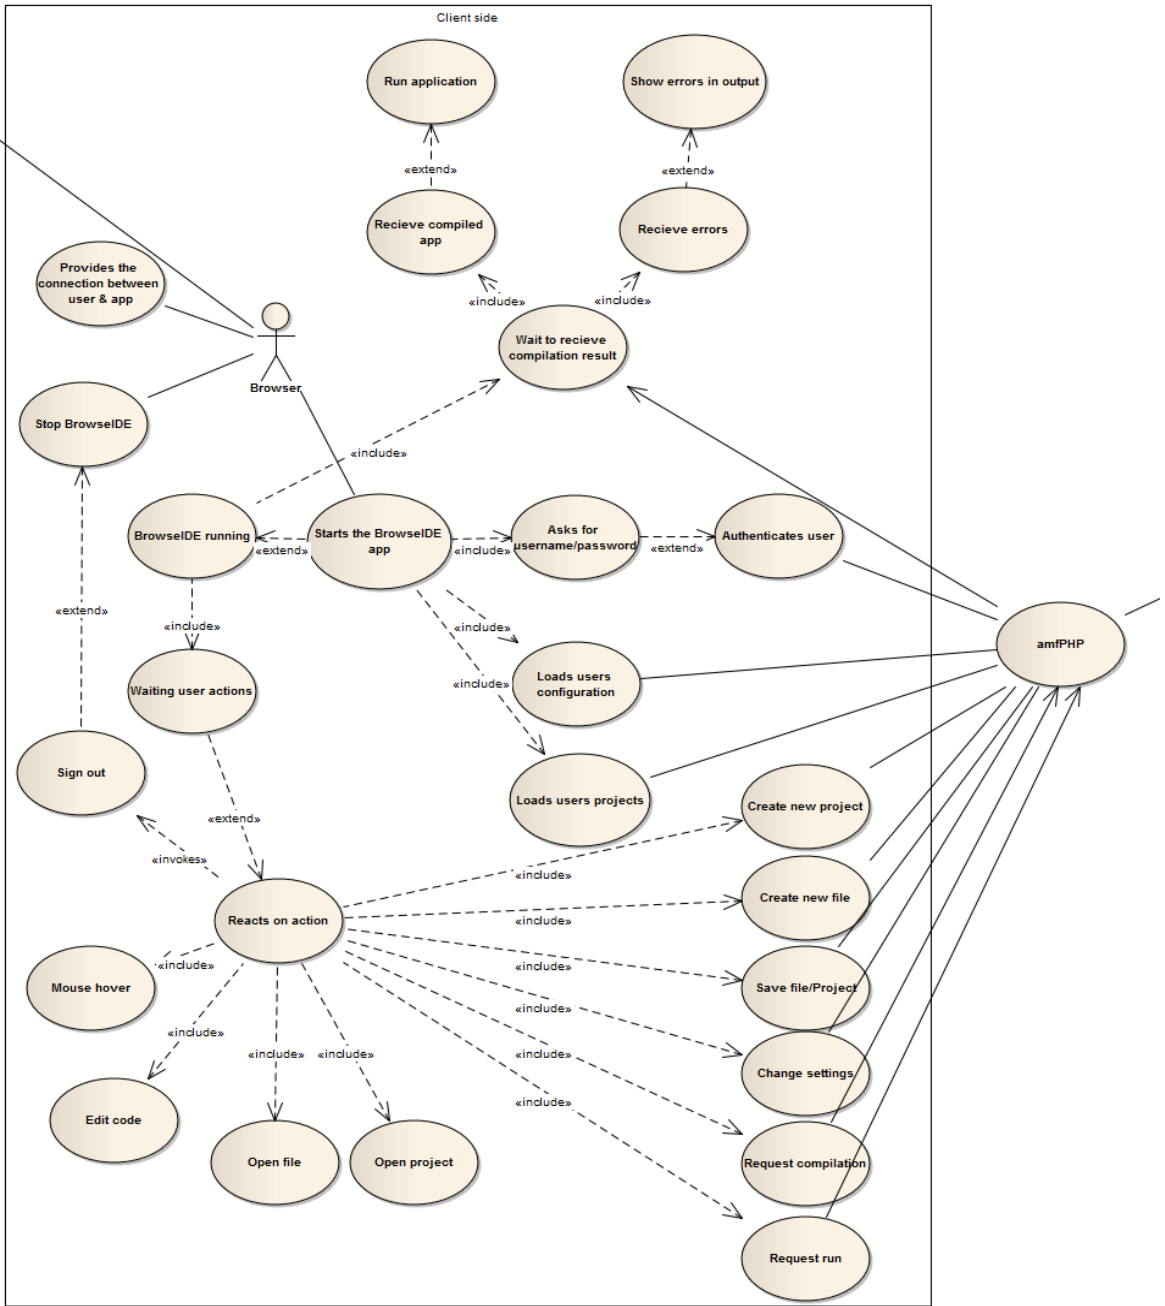 Client side
Run application
Show errors in output
«extend»
«extend»
Recieve compiled
app
Recieve errors
Provides the
connection between
user & app
«include»
«include»
Wait to recieve
compilation result
Browser
Stop BrowseIDE
«include»
BrowseIDE running
«extend»
Starts the BrowseIDE
app
«include»
Asks for
username/password
«extend»
Authenticates user
«extend»
«include»
«include»
amfPHP
Waiting user actions
«include»
Loads users
configuration
Sign out
Loads users projects
Create new project
«extend»
«invokes»
«include»
Reacts on action
Create new file
«include»
«include»
«include»
Mouse hover
Save file/Project
«include»
«include»
«include»
«include»
«include»
Change settings
«include»
Edit code
Open file
Open project
Request compilation
Request run